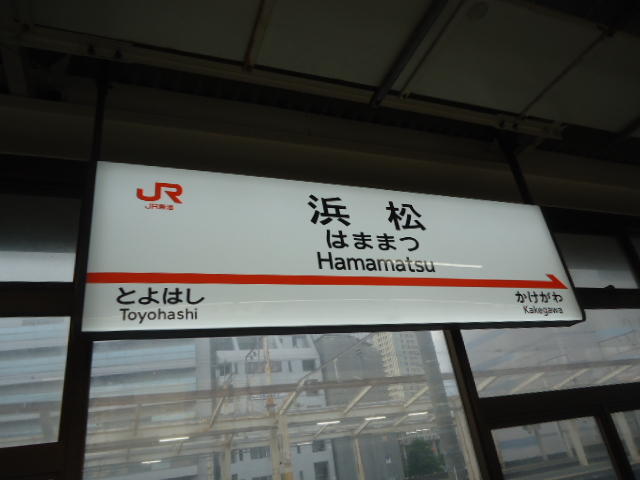 JR
JR東海
浜松
はままつ
Hamamatsu
とよはし
Toyohashi
かけがわ
Kakegawa